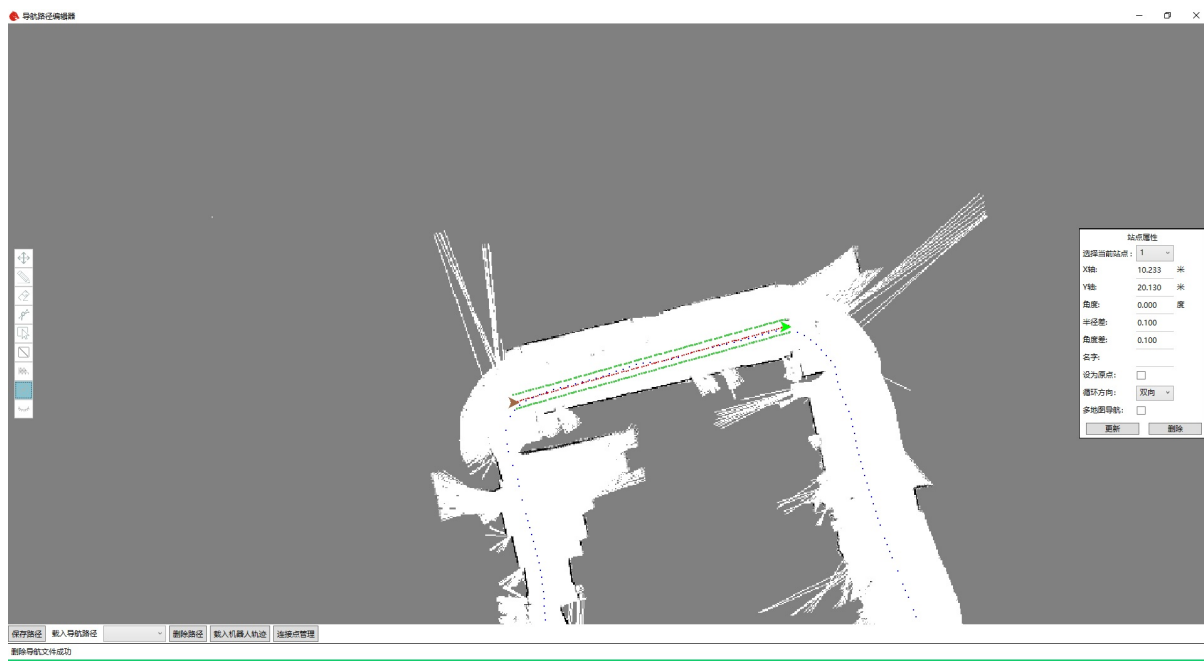 导航路径编辑器
站点属性
选择当前站点： 1
X轴: 10.233 米
Y轴: 20.130 米
角度: 0.000 度
半径差: 0.100
角度差: 0.100
名字:
设为原点:
循环方向: 双向
多地图导航:
更新 删除
保存路径 载入导航路径 删除路径 载入机器人轨迹 连接点管理
删除导航文件成功